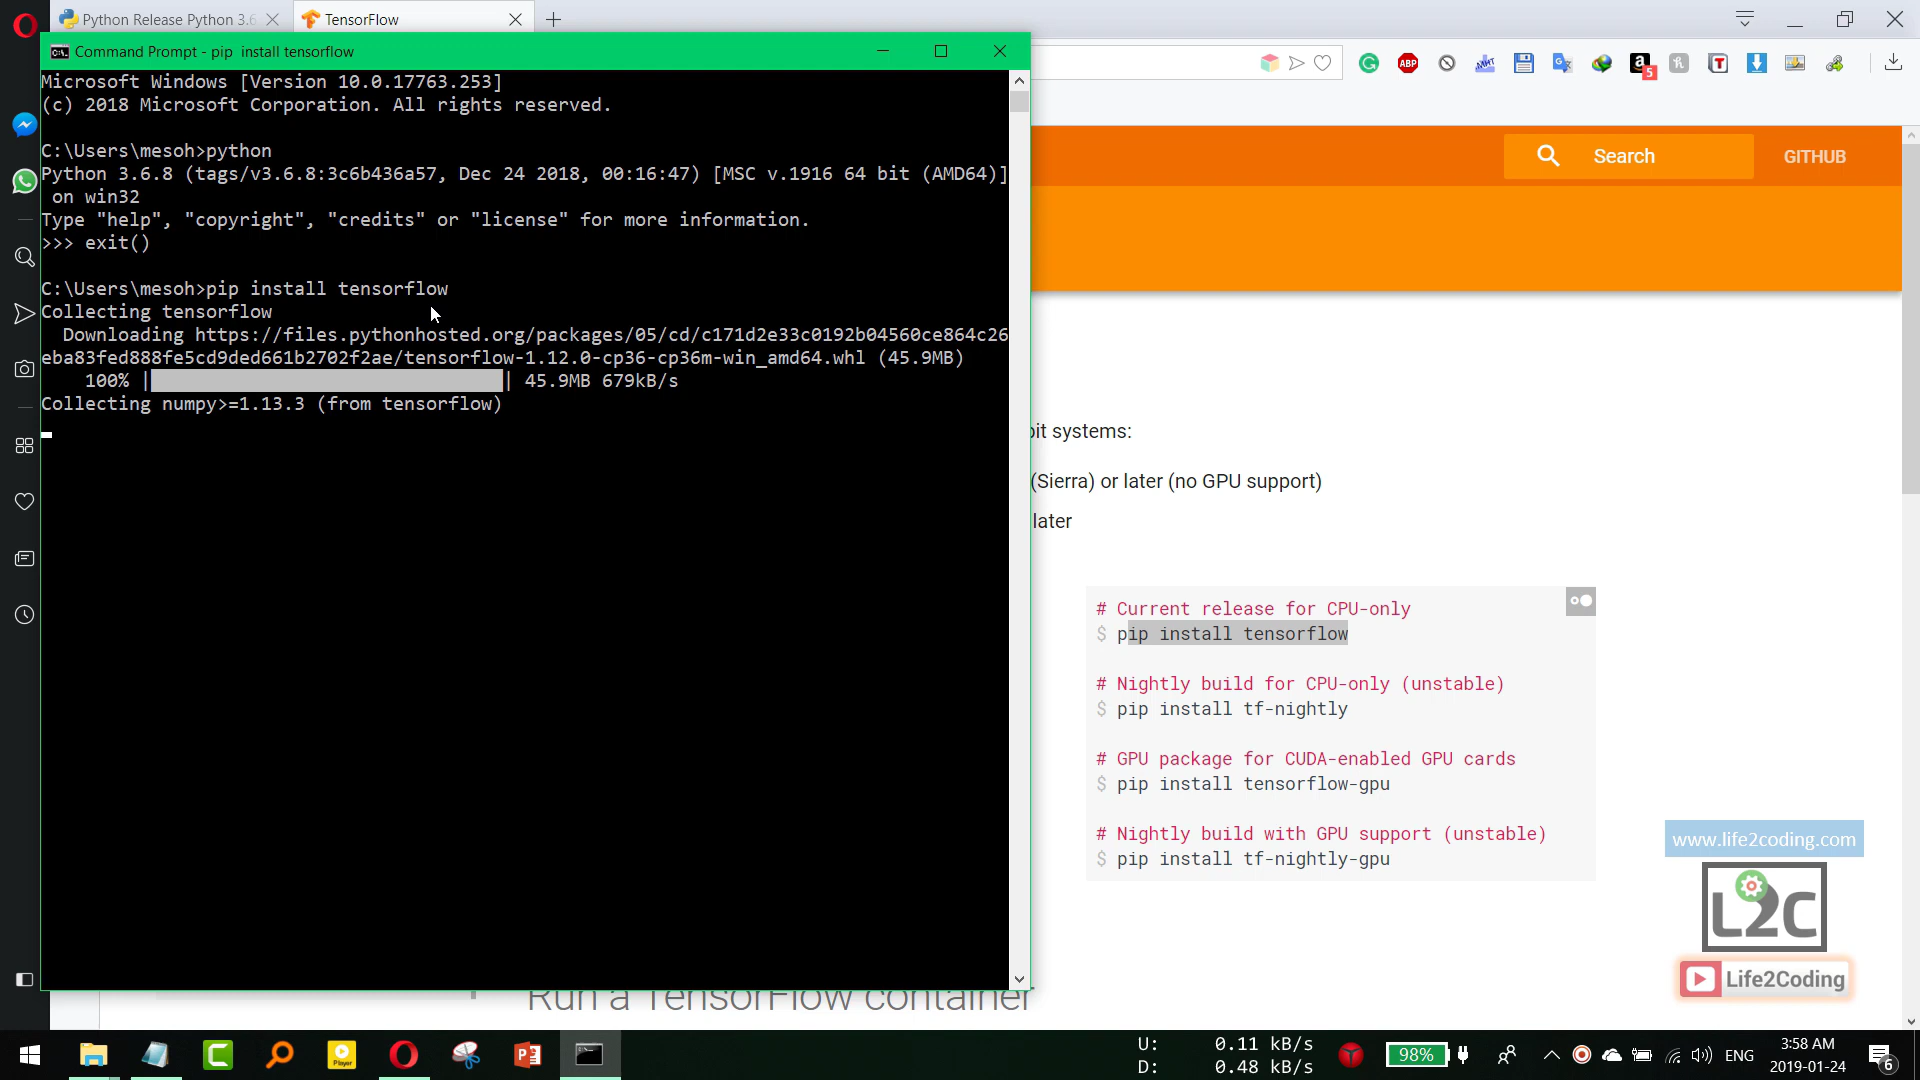 Python Release Python 3.6
TensorFlow
Command Prompt - pip  install tensorflow
Microsoft Windows [Version 10.0.17763.253]
(c) 2018 Microsoft Corporation. All rights reserved.
C:\Users\mesoh>python
Python 3.6.8 (tags/v3.6.8:3c6b436a57, Dec 24 2018, 00:16:47) [MSC v.1916 64 bit (AMD64)]
on win32
Type "help", "copyright", "credits" or "license" for more information.
>>> exit()
C:\Users\mesoh>pip install tensorflow
Collecting tensorflow
Downloading https://files.pythonhosted.org/packages/05/cd/c171d2e33c0192b04560ce864c26
eba83fed888fe5cd9ded661b2702f2ae/tensorflow-1.12.0-cp36-cp36m-win_amd64.whl (45.9MB)
100% | | 45.9MB 679kB/s
Collecting numpy>=1.13.3 (from tensorflow)
ABP
a
5
T
Search
GITHUB
bit systems:
(Sierra) or later (no GPU support)
later
# Current release for CPU-only
$ pip install tensorflow
# Nightly build for CPU-only (unstable)
$ pip install tf-nightly
# GPU package for CUDA-enabled GPU cards
$ pip install tensorflow-gpu
# Nightly build with GPU support (unstable)
$ pip install tf-nightly-gpu
www.life2coding.com
L2C
Life2Coding
Run a TensorFlow container
Player
U: 0.11 kB/s
D: 0.48 kB/s
98%
ENG
3:58 AM
2019-01-24
6